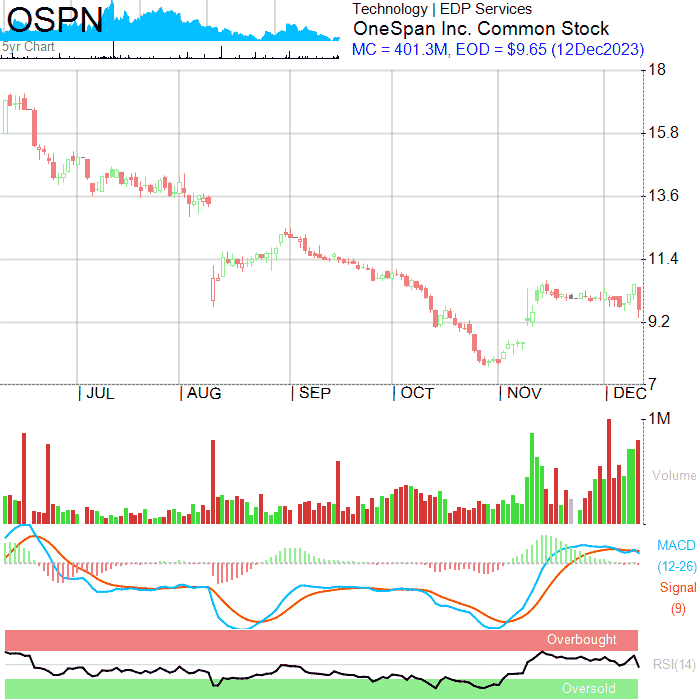 OSPN
5yr Chart
Technology | EDP Services
OneSpan Inc. Common Stock
MC = 401.3M, EOD = $9.65 (12Dec2023)
18
15.8
13.6
11.4
9.2
7
|JUL |AUG |SEP |OCT |NOV |DEC
1M
Volume
MACD
(12-26)
Signal
(9)
Overbought
RSI(14)
Oversold